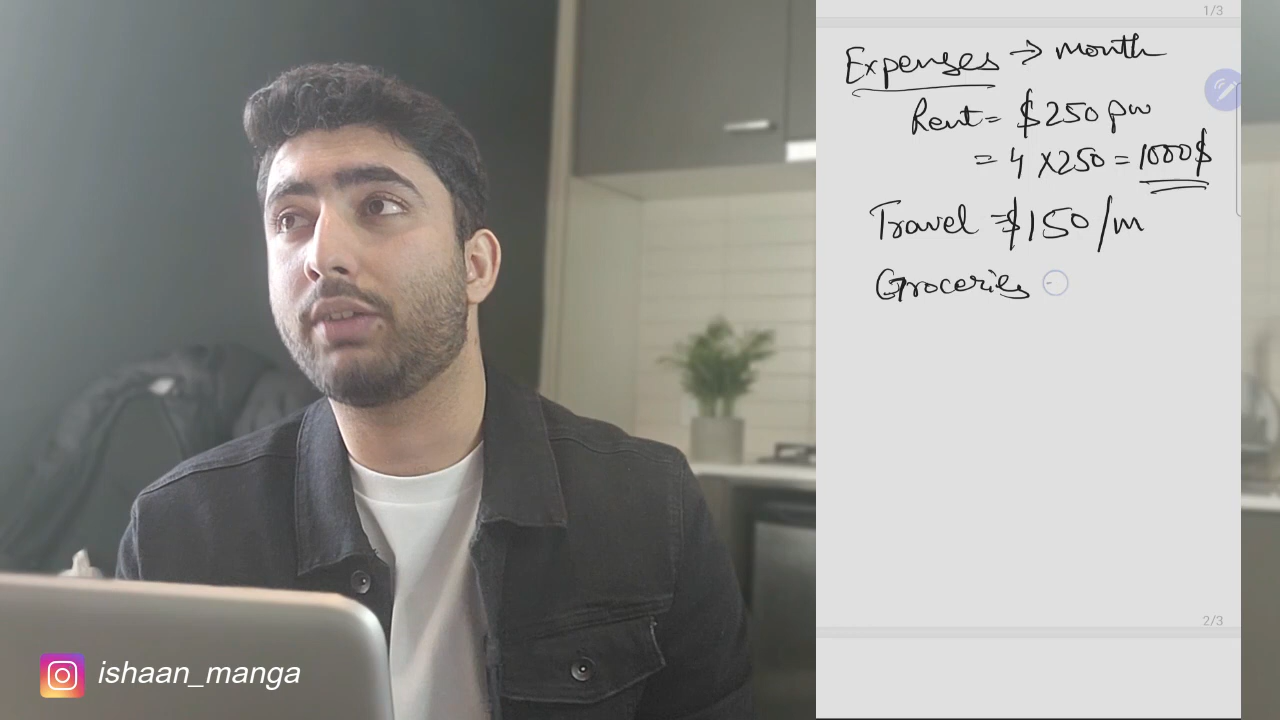 1/3
Expenses → month
Rent = $250 pw
= 4 x 250 = 1000$
Travel = $150/m
Groceries -
2/3
ishaan_manga